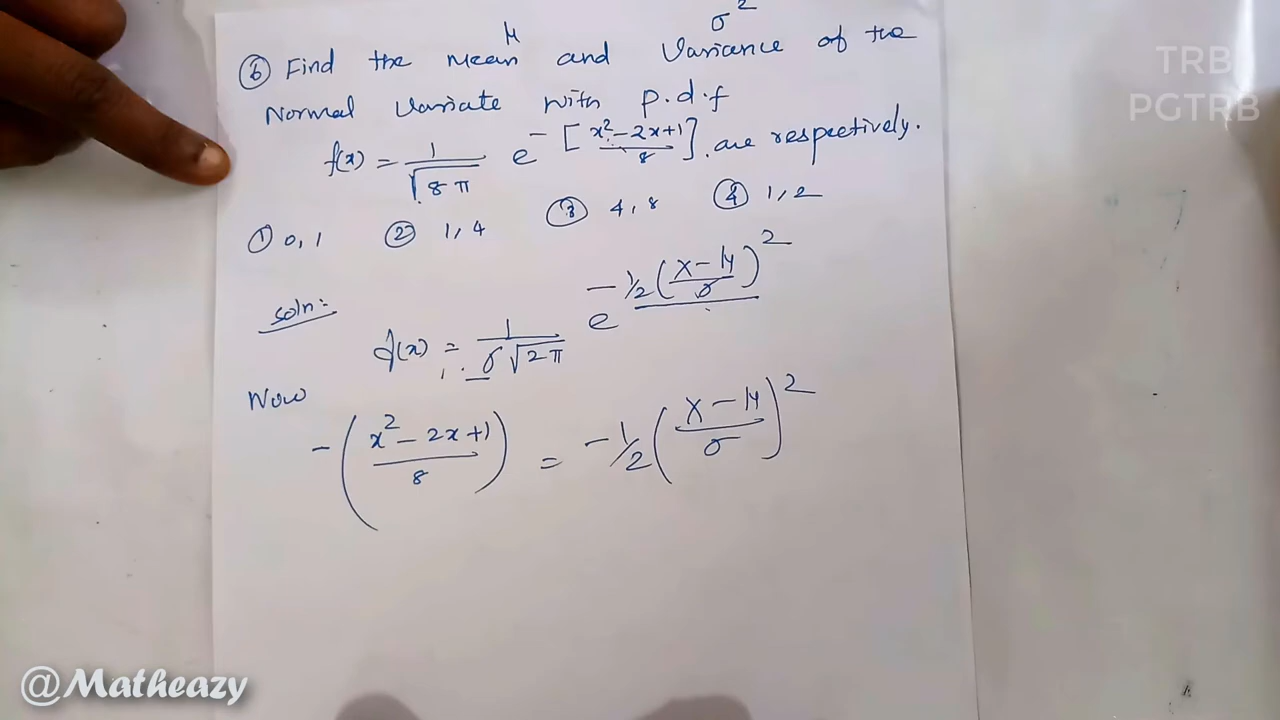 μ σ²
⑥ Find the mean and Variance of the
Normal Variate with p.d.f
f(x) = 1/√8π e^-[x²-2x+1/8] are respectively.
① 0, 1 ② 1, 4 ③ 4, 8 ④ 1, 2
Soln:
f(x) = 1/σ√2π e^-½(x-μ/σ)²
Now
-(x²-2x+1/8) = -½(x-μ/σ)²
TRB
PGTRB
@Matheazy